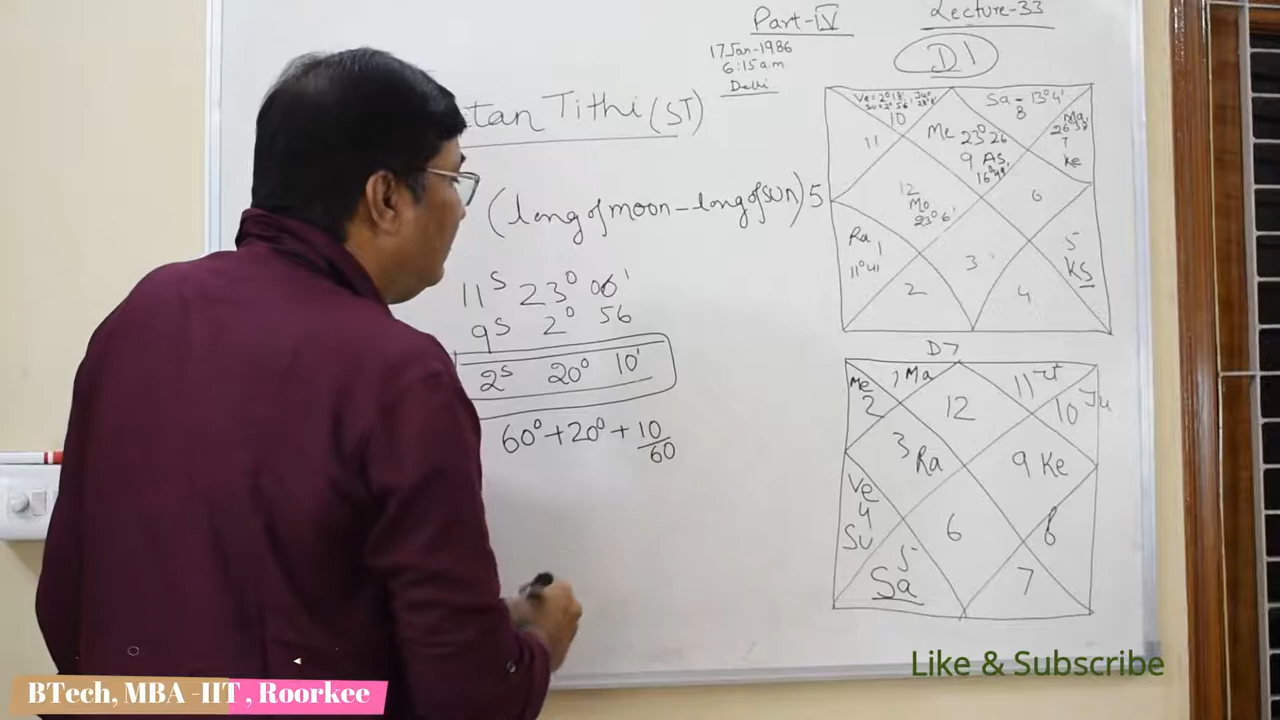 Part-IV
Lecture-33
17 Jan-1986
6:15 a.m
Delhi
D1
tan Tithi (ST)
(long of moon - long of sun) 5
11ˢ 23° 06'
9ˢ 2° 56
2ˢ 20° 10'
60° + 20° + 10/60
Ve = 2° 18'
10
Sa - 13° 4'
8
11
Me 23° 26
9 As,
7
Ke
12
Mo
23° 6'
6
Ra 1
11° 41
5
KS
3
2
4
D7
Me
2
1 Ma
12
11
10 Ju
3 Ra
9 Ke
Ve
4
Su
6
8
5
Sa
7
Like & Subscribe
BTech, MBA -IIT , Roorkee